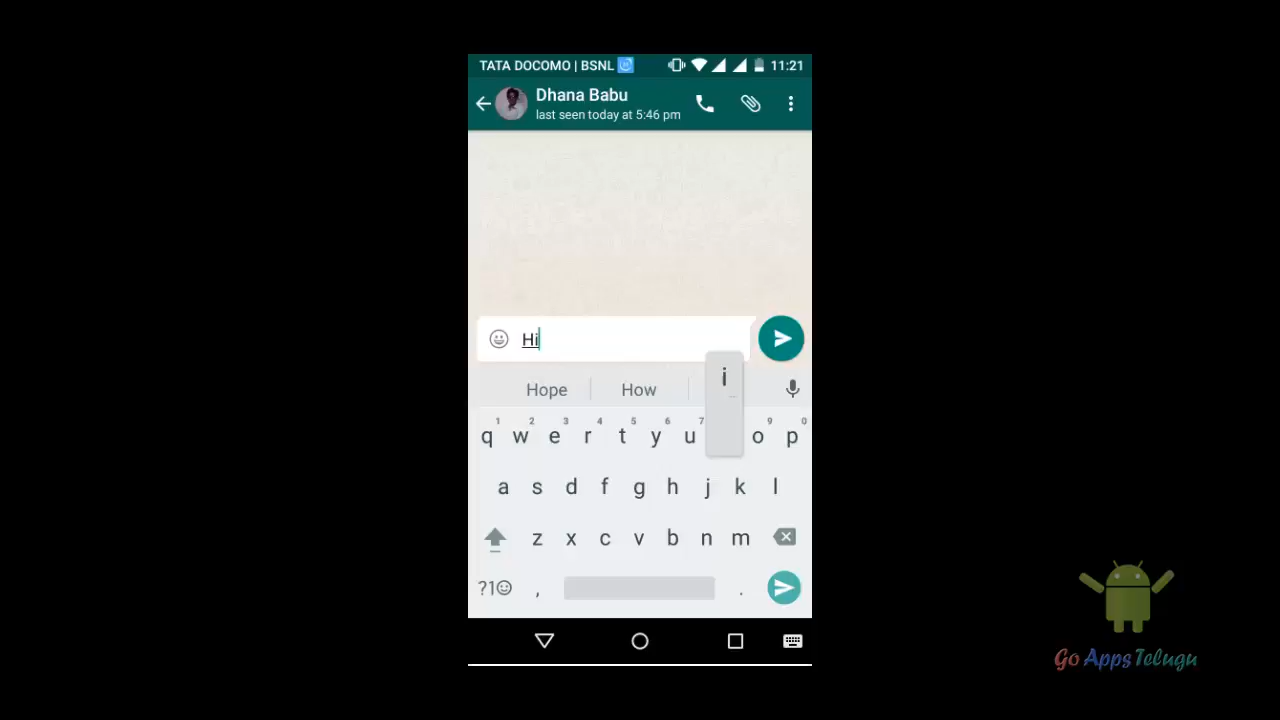 TATA DOCOMO | BSNL 11:21
Dhana Babu
last seen today at 5:46 pm
Hi
i
Hope How
1 2 3 4 5 6 7 9 0
q w e r t y u o p
a s d f g h j k l
z x c v b n m
?1☺ , .
Go Apps Telugu